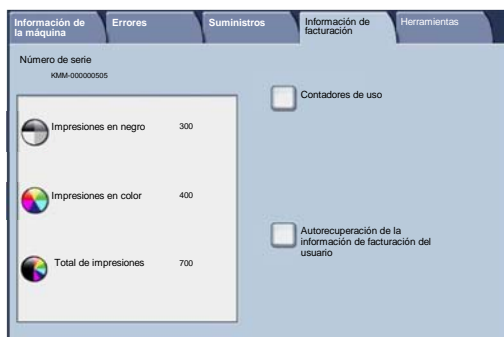 Información de
la máquina
Errores
Suministros
Información de
facturación
Herramientas
Número de serie
KMM-000000505
Impresiones en negro 300
Impresiones en color 400
Total de impresiones 700
Contadores de uso
Autorecuperación de la
información de facturación del
usuario